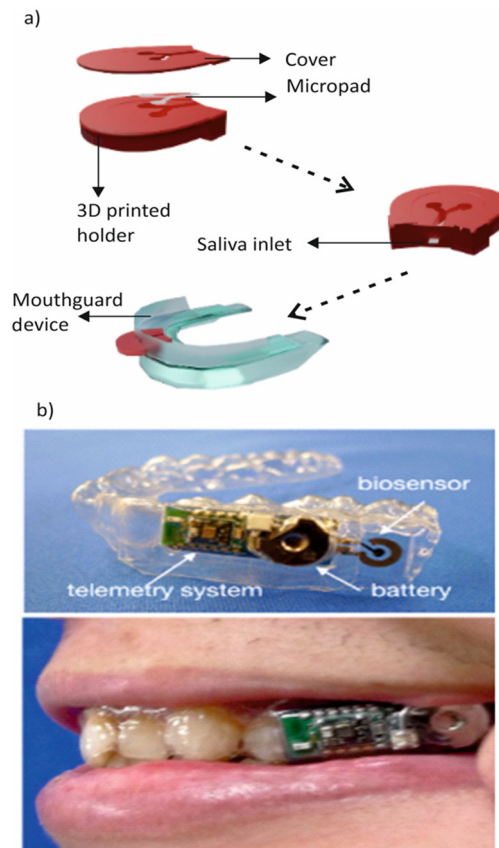 a)
Cover
Micropad
3D printed
holder
Saliva inlet
Mouthguard
device
b)
biosensor
telemetry system
battery